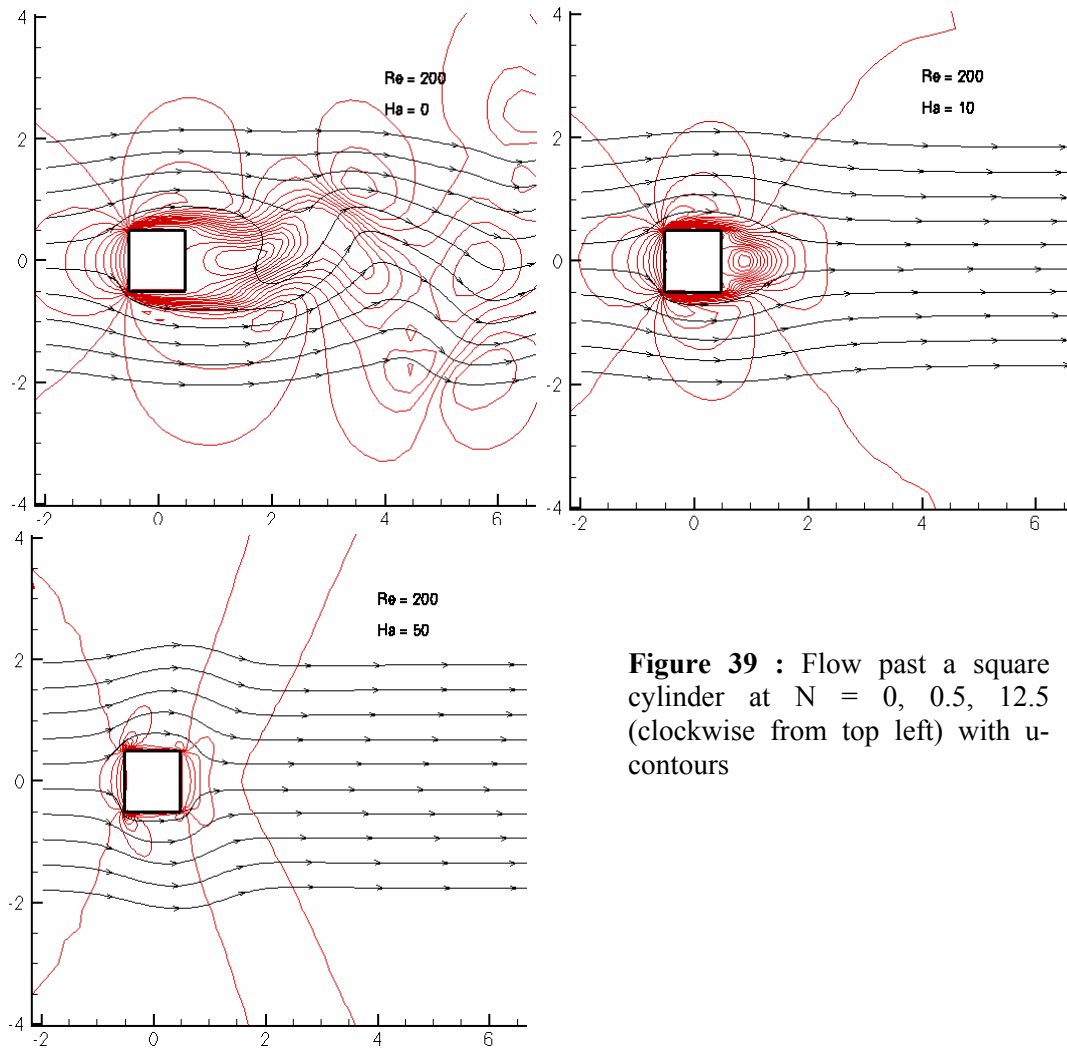 4
2
0
-2
-4
-2 0 2 4 6
Re = 200
Ha = 0
4
2
0
-2
-4
-2 0 2 4 6
Re = 200
Ha = 10
4
2
0
-2
-4
-2 0 2 4 6
Re = 200
Ha = 50
Figure 39 : Flow past a square
cylinder at N = 0, 0.5, 12.5
(clockwise from top left) with u-
contours